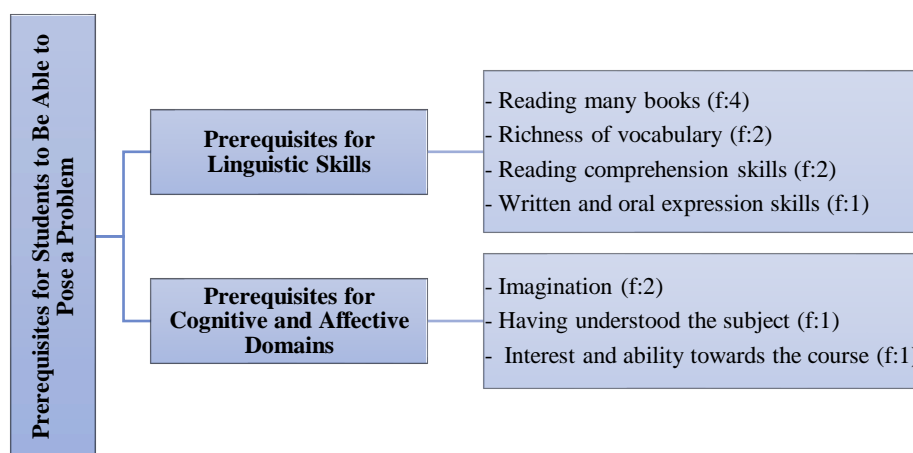 Prerequisites for Students to Be Able to
Pose a Problem
Prerequisites for
Linguistic Skills
- Reading many books (f:4)
- Richness of vocabulary (f:2)
- Reading comprehension skills (f:2)
- Written and oral expression skills (f:1)
Prerequisites for
Cognitive and Affective
Domains
- Imagination (f:2)
- Having understood the subject (f:1)
- Interest and ability towards the course (f:1)